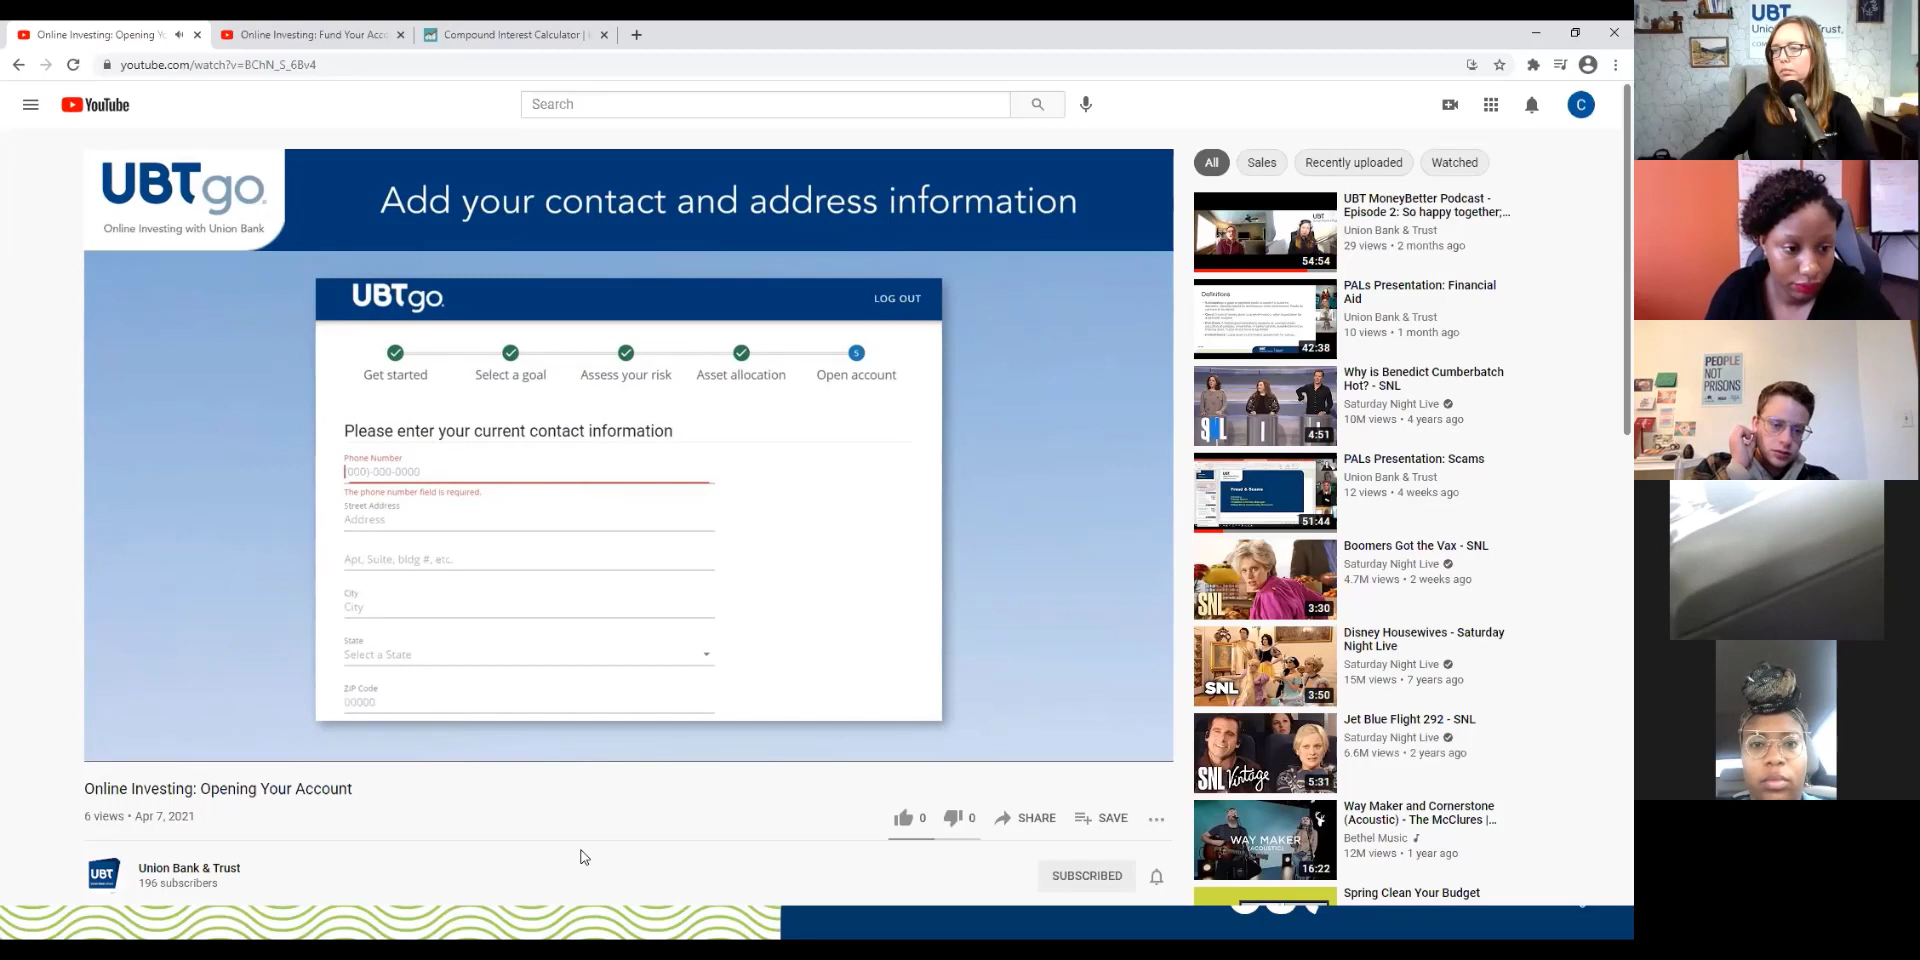 Online Investing: Opening Yo
Online Investing: Fund Your Acco
Compound Interest Calculator |
youtube.com/watch?v=BChN_S_6Bv4
YouTube
Search
C
UBTgo.
Online Investing with Union Bank
Add your contact and address information
UBTgo.
LOG OUT
5
Get started
Select a goal
Assess your risk
Asset allocation
Open account
Please enter your current contact information
Phone Number
(000)-000-0000
The phone number field is required.
Street Address
Address
Apt, Suite, bldg #, etc.
City
City
State
Select a State
ZIP Code
00000
Online Investing: Opening Your Account
6 views • Apr 7, 2021
0
0
SHARE
SAVE
UBT
Union Bank & Trust
196 subscribers
SUBSCRIBED
All
Sales
Recently uploaded
Watched
54:54
UBT MoneyBetter Podcast -
Episode 2: So happy together;...
Union Bank & Trust
29 views • 2 months ago
Definitions
42:38
PALs Presentation: Financial
Aid
Union Bank & Trust
10 views • 1 month ago
SNL
4:51
Why is Benedict Cumberbatch
Hot? - SNL
Saturday Night Live
10M views • 4 years ago
Fraud & Scams
51:44
PALs Presentation: Scams
Union Bank & Trust
12 views • 4 weeks ago
SNL
3:30
Boomers Got the Vax - SNL
Saturday Night Live
4.7M views • 2 weeks ago
SNL
3:50
Disney Housewives - Saturday
Night Live
Saturday Night Live
15M views • 7 years ago
SNL Vintage
5:31
Jet Blue Flight 292 - SNL
Saturday Night Live
6.6M views • 2 years ago
WAY MAKER
(ACOUSTIC)
16:22
Way Maker and Cornerstone
(Acoustic) - The McClures |...
Bethel Music
12M views • 1 year ago
Spring Clean Your Budget
UBT
PEOPLE
NOT
PRISONS